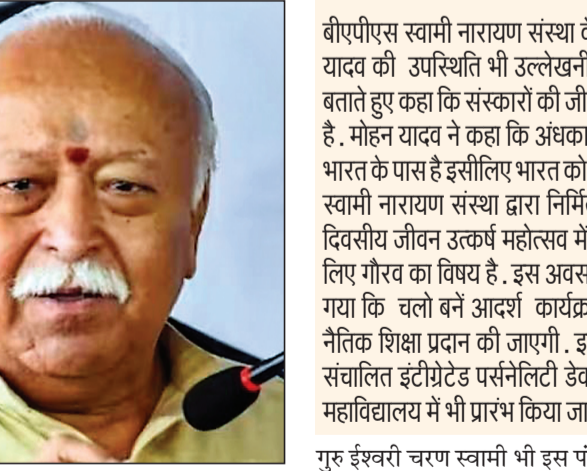 बीएपीएस स्वामी नारायण संस्था के
यादव की उपस्थिति भी उल्लेखनी
बताते हुए कहा कि संस्कारों की जी
है. मोहन यादव ने कहा कि अंधका
भारत के पास है इसीलिए भारत को
स्वामी नारायण संस्था द्वारा निर्मि
दिवसीय जीवन उत्कर्ष महोत्सव में
लिए गौरव का विषय है. इस अवस
गया कि चलो बनें आदर्श कार्यक्र
नैतिक शिक्षा प्रदान की जाएगी. इ
संचालित इंटीग्रेटेड पर्सनेलिटी डेव
महाविद्यालय में भी प्रारंभ किया जा
गुरु ईश्वरी चरण स्वामी भी इस